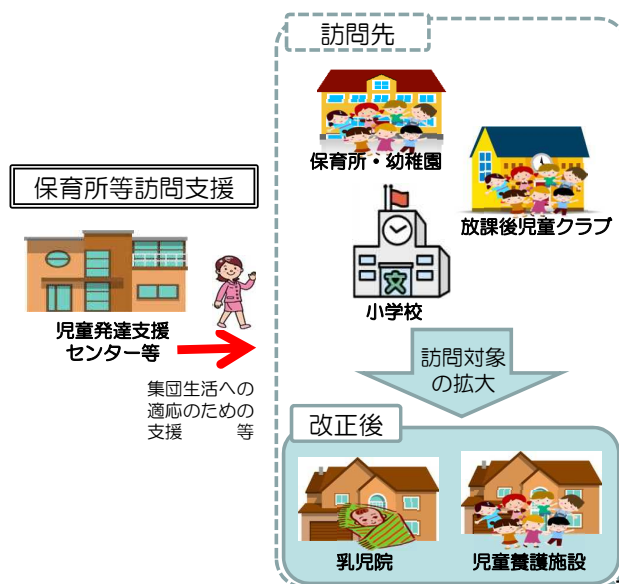 訪問先
保育所・幼稚園
放課後児童クラブ
文
小学校
保育所等訪問支援
児童発達支援
センター等
集団生活への
適応のための
支援　　等
訪問対象
の拡大
改正後
乳児院
児童養護施設